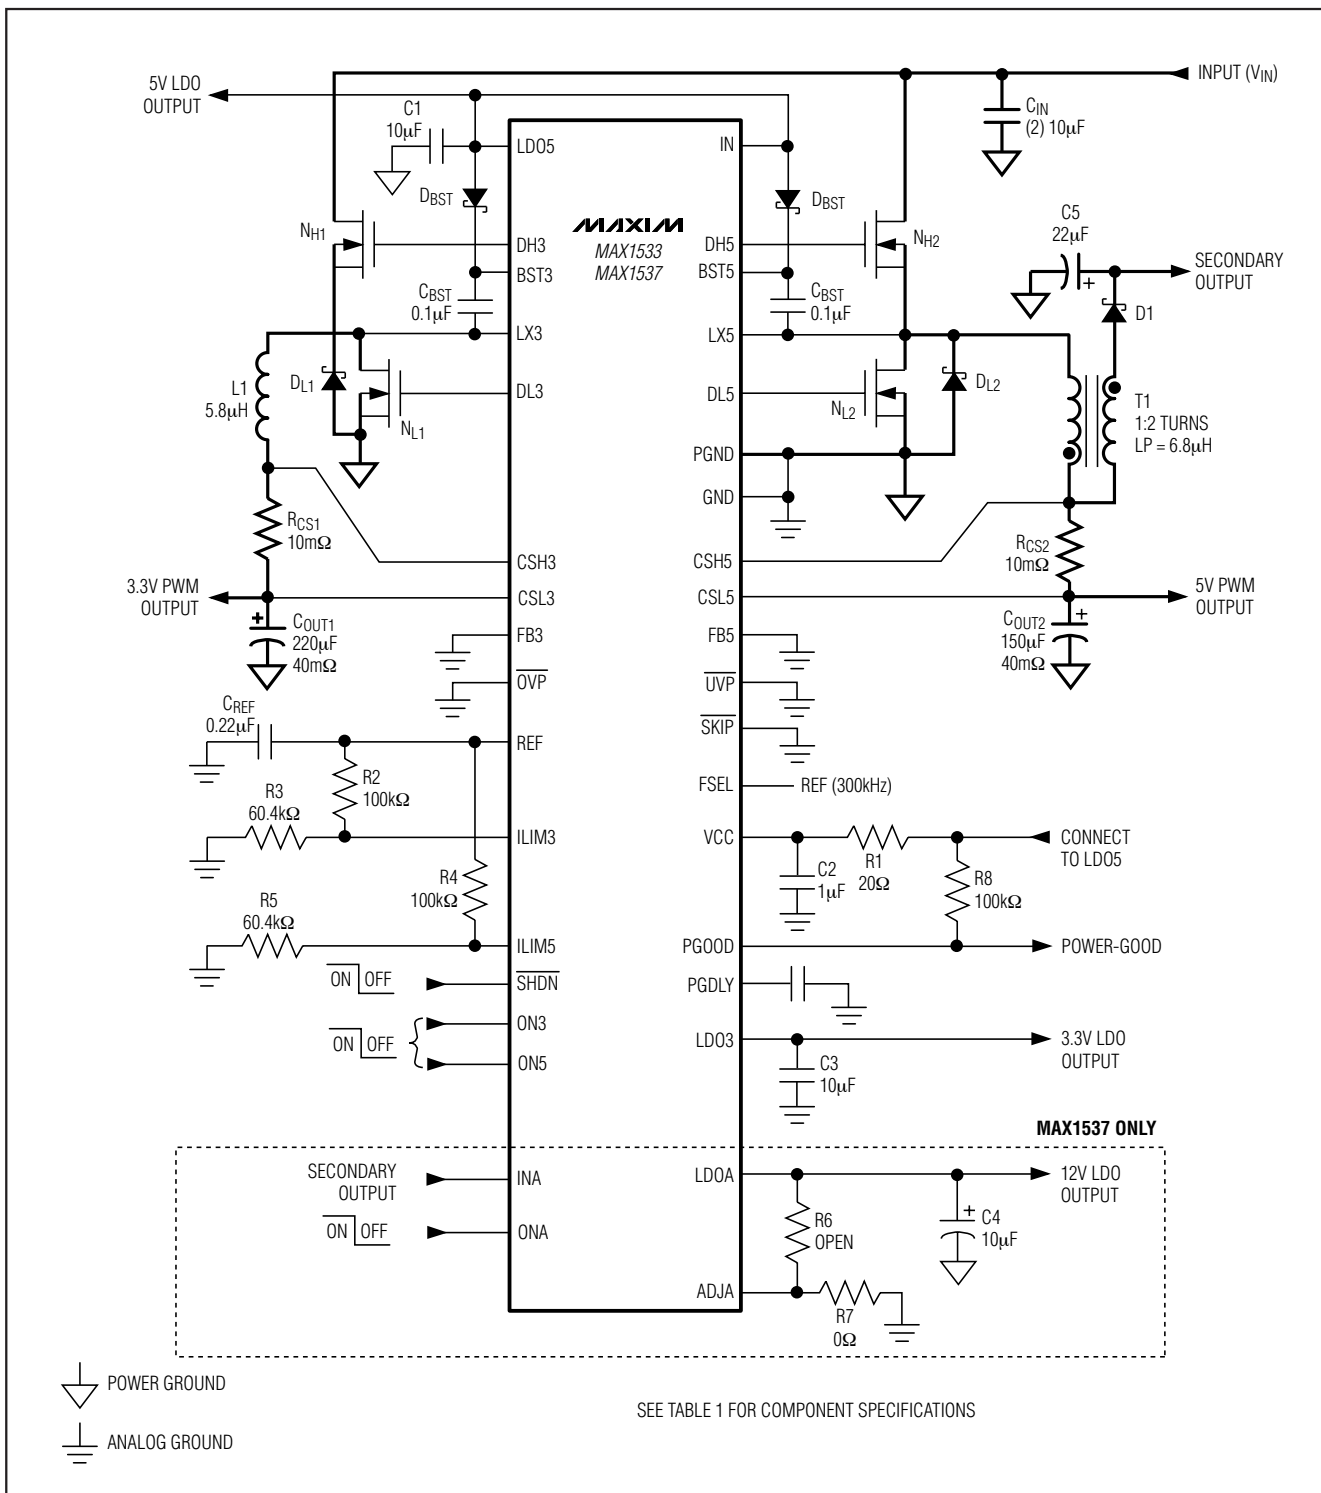 INPUT (VIN)
5V LDO
OUTPUT
C1
10µF
CIN
(2) 10µF
LDO5
IN
DBST
DBST
MAXIM
MAX1533
MAX1537
C5
22µF
NH1
DH3
DH5
NH2
BST3
BST5
SECONDARY
OUTPUT
CBST
0.1µF
CBST
0.1µF
D1
LX3
LX5
L1
5.8µH
DL1
DL3
NL1
DL5
NL2
DL2
T1
1:2 TURNS
LP = 6.8µH
PGND
GND
RCS1
10mΩ
RCS2
10mΩ
CSH3
CSH5
3.3V PWM
OUTPUT
CSL3
CSL5
5V PWM
OUTPUT
COUT1
220µF
40mΩ
COUT2
150µF
40mΩ
FB3
FB5
OVP
UVP
SKIP
CREF
0.22µF
REF
R2
100kΩ
FSEL
REF (300kHz)
R3
60.4kΩ
ILIM3
VCC
CONNECT
TO LDO5
C2
1µF
R1
20Ω
R8
100kΩ
R4
100kΩ
R5
60.4kΩ
ILIM5
PGOOD
POWER-GOOD
ON OFF
SHDN
PGDLY
ON OFF
ON3
ON5
LDO3
3.3V LDO
OUTPUT
C3
10µF
MAX1537 ONLY
SECONDARY
OUTPUT
INA
LDOA
12V LDO
OUTPUT
ON OFF
ONA
R6
OPEN
C4
10µF
ADJA
R7
0Ω
POWER GROUND
SEE TABLE 1 FOR COMPONENT SPECIFICATIONS
ANALOG GROUND